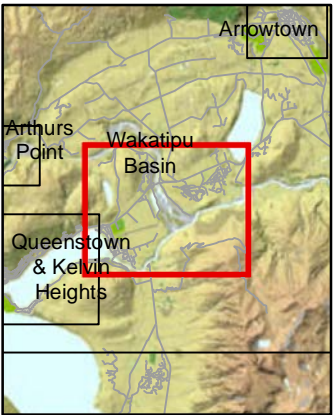 Arrowtown
Arthurs
Point
Wakatipu
Basin
Queenstown
& Kelvin
Heights